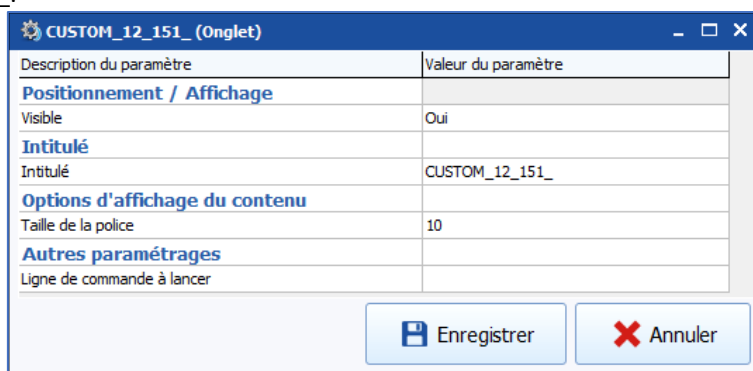 CUSTOM_12_151_ (Onglet)
Description du paramètre Valeur du paramètre
Positionnement / Affichage
Visible Oui
Intitulé
Intitulé CUSTOM_12_151_
Options d'affichage du contenu
Taille de la police 10
Autres paramétrages
Ligne de commande à lancer
Enregistrer Annuler